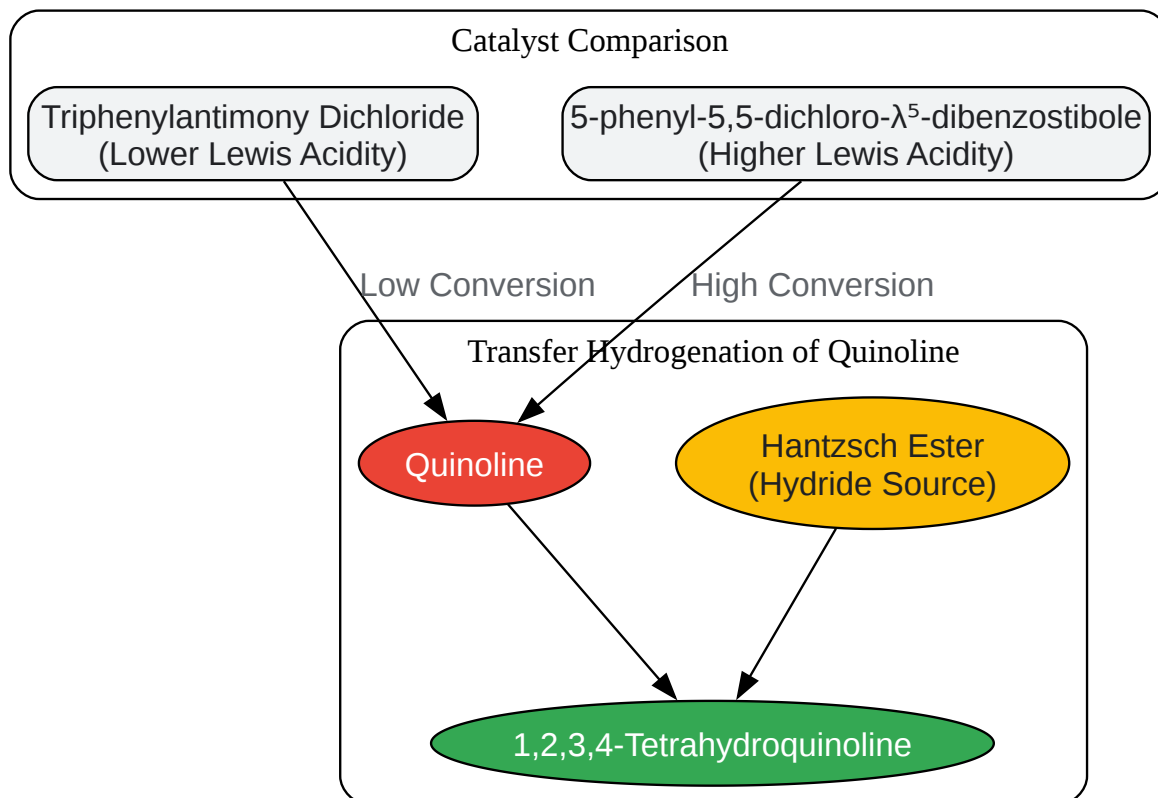 Catalyst Comparison
Triphenylantimony Dichloride
(Lower Lewis Acidity)
5-phenyl-5,5-dichloro-λ⁵-dibenzostibole
(Higher Lewis Acidity)
Low Conversion
High Conversion
Transfer Hydrogenation of Quinoline
Quinoline
Hantzsch Ester
(Hydride Source)
1,2,3,4-Tetrahydroquinoline